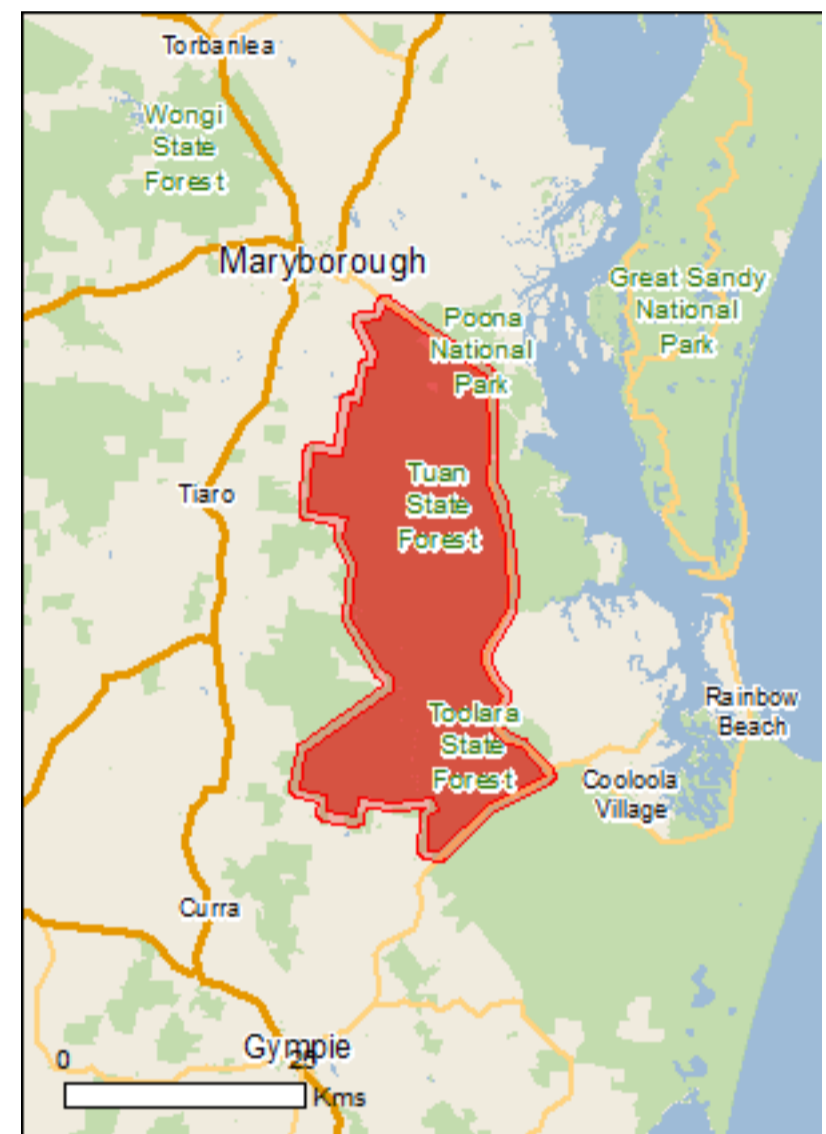 Torbanlea
Wongi
State
Forest
Maryborough
Great Sandy
National
Park
Poona
National
Park
Tuan
State
Forest
Tiaro
Rainbow
Beach
Toolara
State
Forest
Cooloola
Village
Curra
Gympie
0
25
Kms